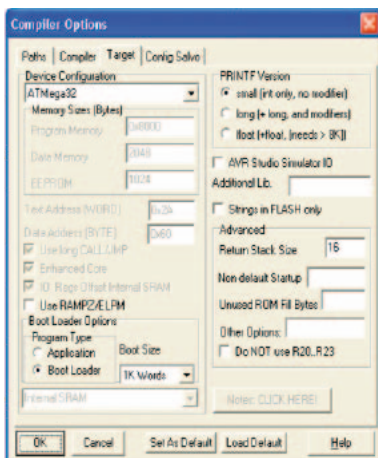 Compiler Options
Paths
Compiler
Target
Config Salvo
Device Configuration
ATMega32
Memory Sizes (Bytes)
Program Memory 0x8000
Data Memory 2048
EEPROM 1024
Text Address (WORD) 0x2A
Data Address (BYTE) 0x60
Use long CALL/JMP
Enhanced Core
IO Regs Offset Internal SRAM
Use RAMPZ/ELPM
Boot Loader Options
Program Type
Application
Boot Loader
Boot Size
1K Words
Internal SRAM
PRINTF Version
small (int only, no modifier)
long (+ long, and modifiers)
float (+float, (needs > 8K))
AVR Studio Simulator IO
Additional Lib.
Strings in FLASH only
Advanced
Return Stack Size 16
Non default Startup
Unused ROM Fill Bytes
Other Options:
Do NOT use R20..R23
Notes: CLICK HERE!
OK
Cancel
Set As Default
Load Default
Help